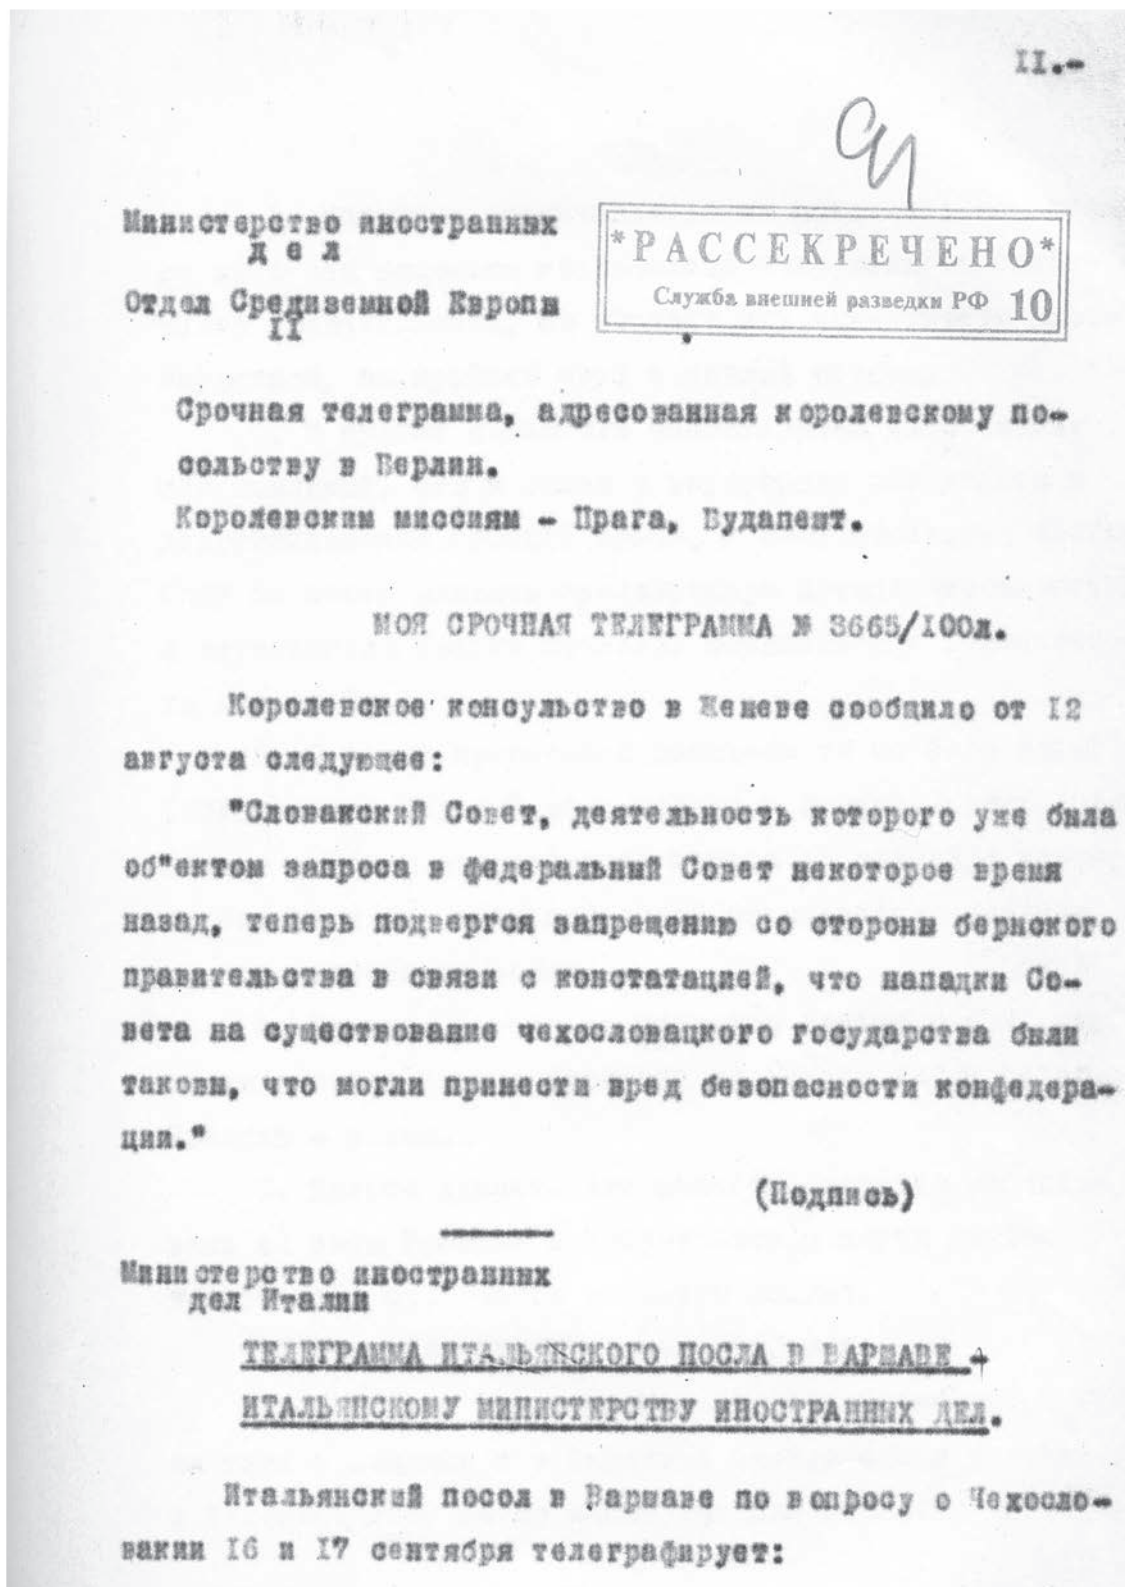 II.-
91
Министерство иностранных
дел
*РАССЕКРЕЧЕНО*
Служба внешней разведки РФ 10
Отдел Средиземной Европы
II
Срочная телеграмма, адресованная королевскому по-
сольству в Берлин.
Королевским миссиям - Прага, Будапешт.
МОЯ СРОЧНАЯ ТЕЛЕГРАММА № 3665/100л.
Королевское консульство в Женеве сообщило от 12
августа следующее:
"Словакский Совет, деятельность которого уже была
об"ектом запроса в федеральный Совет некоторое время
назад, теперь подвергся запрещению со стороны бернского
правительства в связи с констатацией, что нападки Со-
вета на существование чехословацкого государства были
таковы, что могли принести вред безопасности конфедера-
ции."
(Подпись)
Министерство иностранных
дел Италии
ТЕЛЕГРАММА ИТАЛЬЯНСКОГО ПОСЛА В ВАРШАВЕ -
ИТАЛЬЯНСКОМУ МИНИСТЕРСТВУ ИНОСТРАННЫХ ДЕЛ.
Итальянский посол в Варшаве по вопросу о Чехосло-
вакии 16 и 17 сентября телеграфирует: